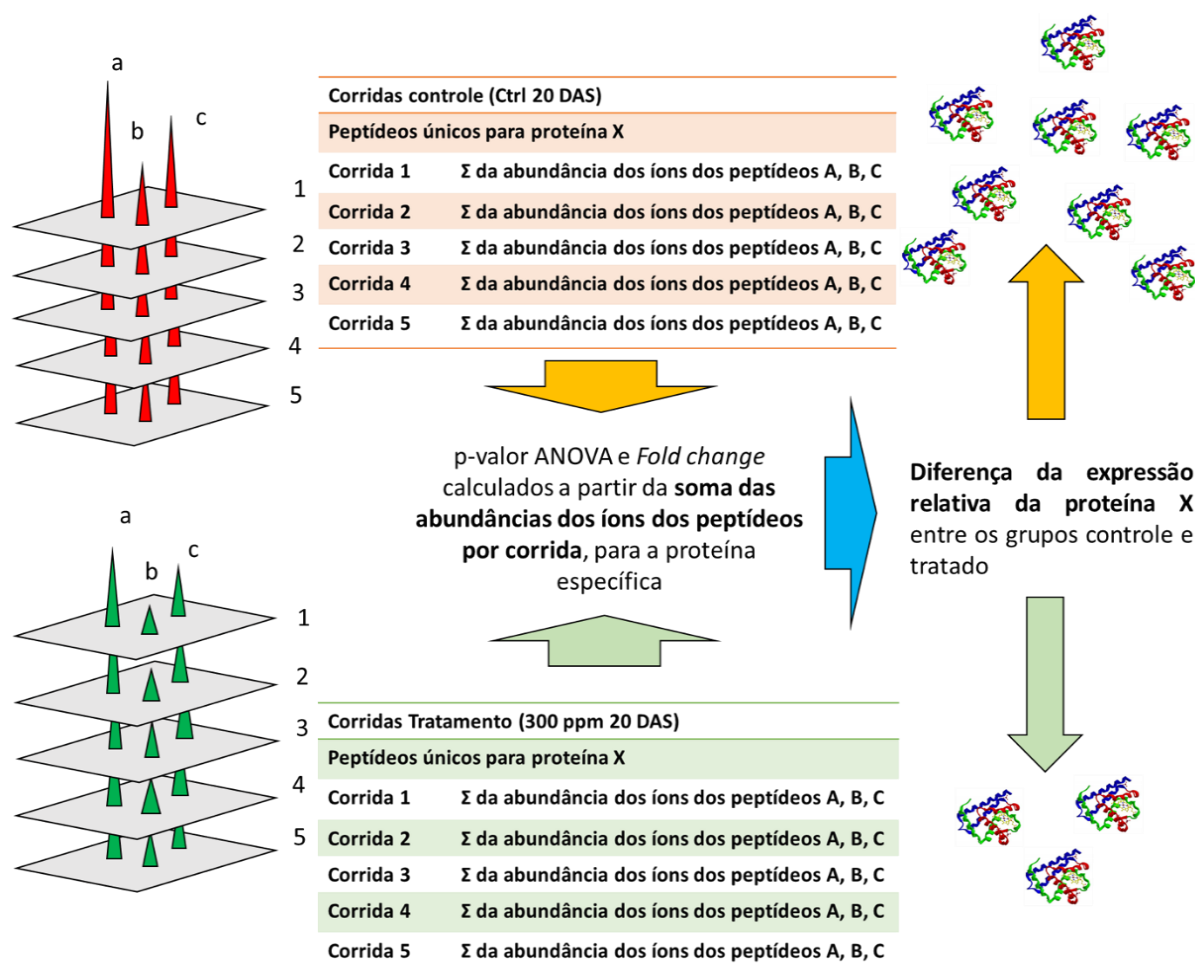 a
b
c
1
2
3
4
5
Corridas controle (Ctrl 20 DAS)
Peptídeos únicos para proteína X
Corrida 1 Σ da abundância dos íons dos peptídeos A, B, C
Corrida 2 Σ da abundância dos íons dos peptídeos A, B, C
Corrida 3 Σ da abundância dos íons dos peptídeos A, B, C
Corrida 4 Σ da abundância dos íons dos peptídeos A, B, C
Corrida 5 Σ da abundância dos íons dos peptídeos A, B, C
p-valor ANOVA e Fold change
calculados a partir da soma das
abundâncias dos íons dos peptídeos
por corrida, para a proteína
específica
Diferença da expressão
relativa da proteína X
entre os grupos controle e
tratado
a
b
c
1
2
3
4
5
Corridas Tratamento (300 ppm 20 DAS)
Peptídeos únicos para proteína X
Corrida 1 Σ da abundância dos íons dos peptídeos A, B, C
Corrida 2 Σ da abundância dos íons dos peptídeos A, B, C
Corrida 3 Σ da abundância dos íons dos peptídeos A, B, C
Corrida 4 Σ da abundância dos íons dos peptídeos A, B, C
Corrida 5 Σ da abundância dos íons dos peptídeos A, B, C